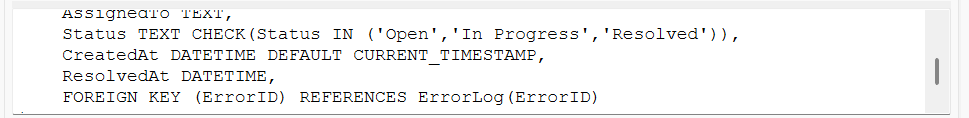 AssignedTo TEXT,
Status TEXT CHECK(Status IN ('Open','In Progress','Resolved')),
CreatedAt DATETIME DEFAULT CURRENT_TIMESTAMP,
ResolvedAt DATETIME,
FOREIGN KEY (ErrorID) REFERENCES ErrorLog(ErrorID)